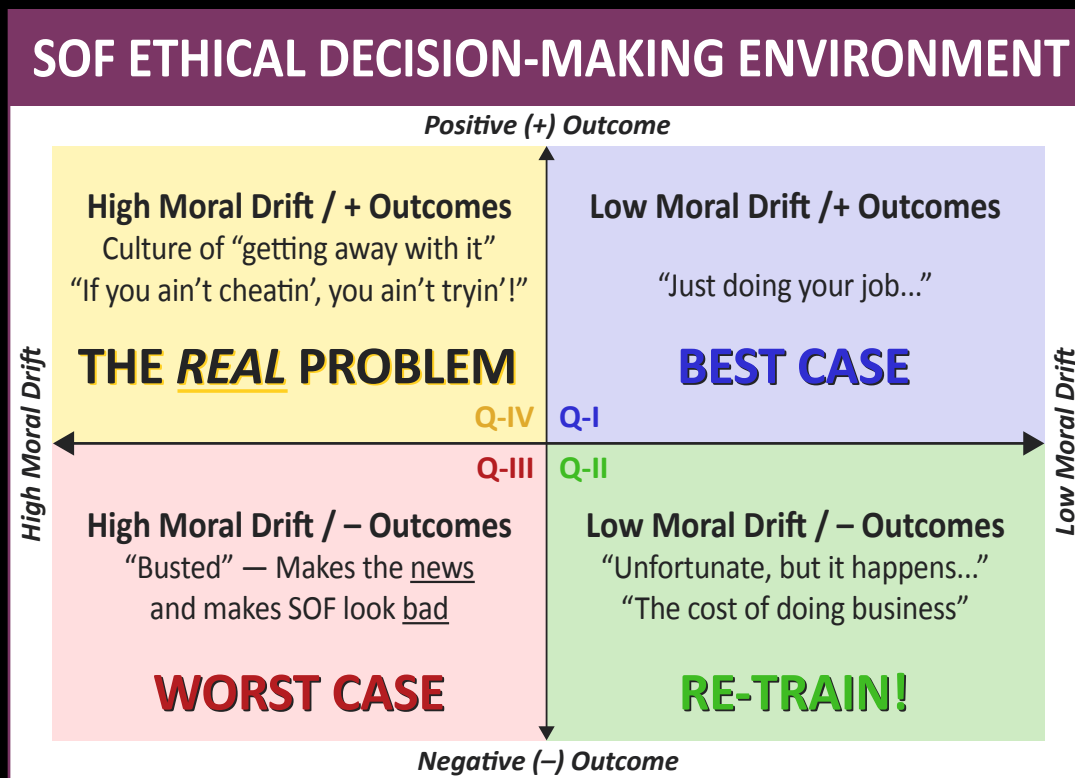 SOF ETHICAL DECISION-MAKING ENVIRONMENT
Positive (+) Outcome
High Moral Drift / + Outcomes
Culture of “getting away with it”
“If you ain’t cheatin’, you ain’t tryin’!”
THE REAL PROBLEM
Q-IV
Low Moral Drift /+ Outcomes
“Just doing your job...”
BEST CASE
Q-I
High Moral Drift
Low Moral Drift
Q-III
High Moral Drift / – Outcomes
“Busted” — Makes the news
and makes SOF look bad
WORST CASE
Q-II
Low Moral Drift / – Outcomes
“Unfortunate, but it happens...”
“The cost of doing business”
RE-TRAIN!
Negative (–) Outcome